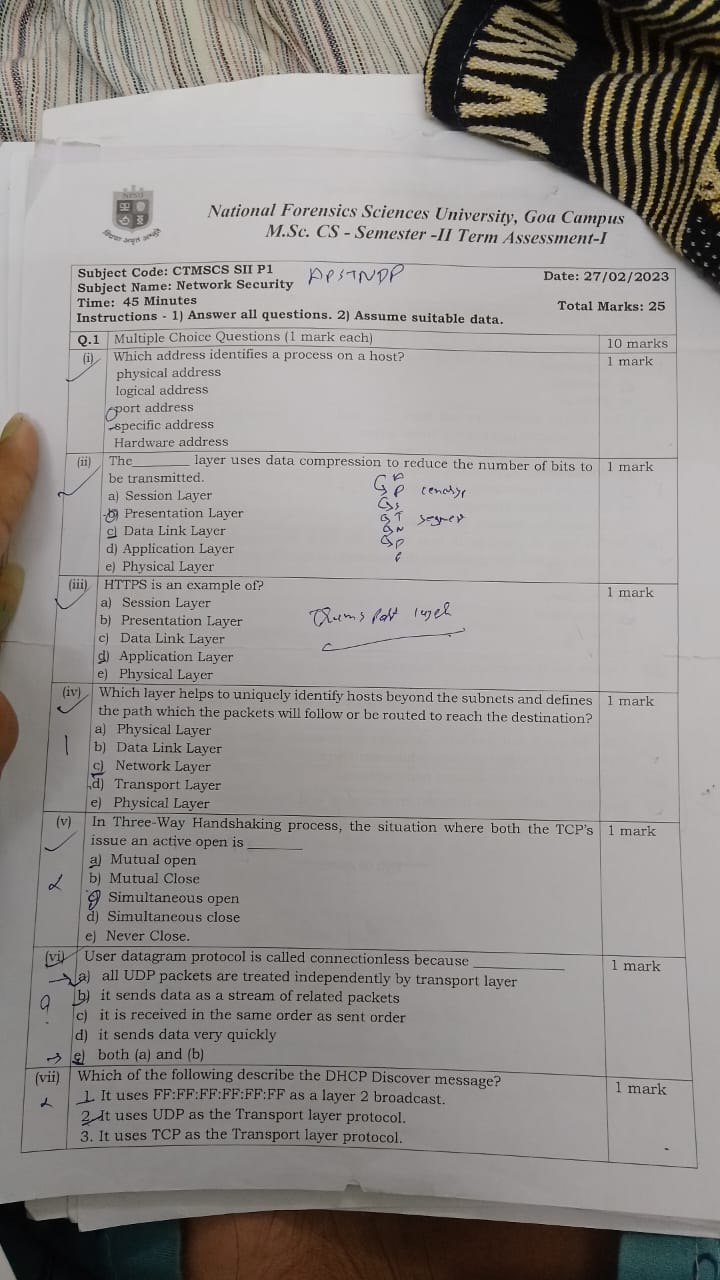 NFSU
National Forensics Sciences University, Goa Campus
M.Sc. CS - Semester -II Term Assessment-I
Subject Code: CTMSCS SII P1
APSTNDP
Date: 27/02/2023
Subject Name: Network Security
Time: 45 Minutes
Total Marks: 25
Instructions - 1) Answer all questions. 2) Assume suitable data.
Q.1 Multiple Choice Questions (1 mark each) 10 marks
(i) Which address identifies a process on a host? 1 mark
physical address
logical address
port address
specific address
Hardware address
(ii) The_______ layer uses data compression to reduce the number of bits to 1 mark
be transmitted.
a) Session Layer
b) Presentation Layer
c) Data Link Layer
d) Application Layer
e) Physical Layer
(iii) HTTPS is an example of? 1 mark
a) Session Layer
b) Presentation Layer
c) Data Link Layer
d) Application Layer
e) Physical Layer
(iv) Which layer helps to uniquely identify hosts beyond the subnets and defines 1 mark
the path which the packets will follow or be routed to reach the destination?
a) Physical Layer
b) Data Link Layer
c) Network Layer
d) Transport Layer
e) Physical Layer
(v) In Three-Way Handshaking process, the situation where both the TCP's 1 mark
issue an active open is _______
a) Mutual open
b) Mutual Close
c) Simultaneous open
d) Simultaneous close
e) Never Close.
(vi) User datagram protocol is called connectionless because ____________ 1 mark
a) all UDP packets are treated independently by transport layer
b) it sends data as a stream of related packets
c) it is received in the same order as sent order
d) it sends data very quickly
e) both (a) and (b)
(vii) Which of the following describe the DHCP Discover message? 1 mark
1. It uses FF:FF:FF:FF:FF:FF as a layer 2 broadcast.
2. It uses UDP as the Transport layer protocol.
3. It uses TCP as the Transport layer protocol.